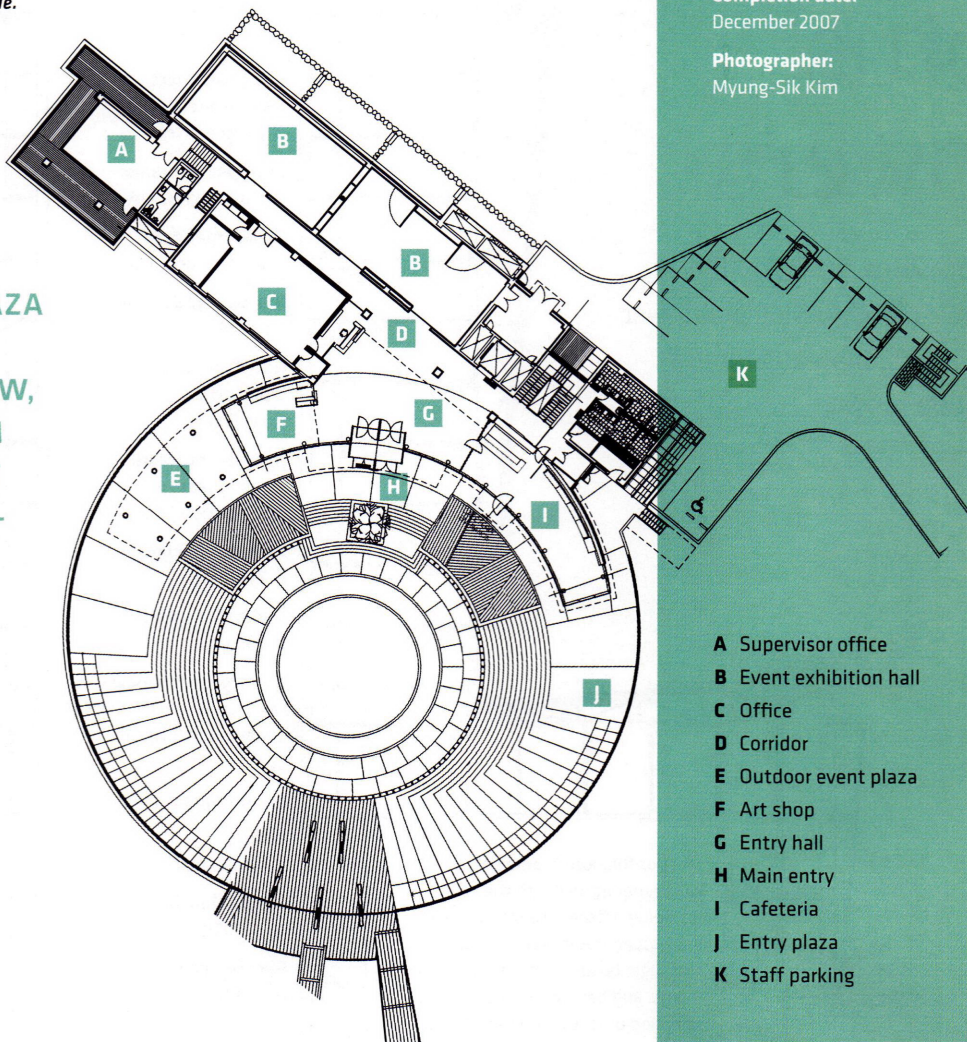 December 2007
Photographer:
Myung-Sik Kim
A
B
B
C
D
K
G
F
E
H
I
J
A Supervisor office
B Event exhibition hall
C Office
D Corridor
E Outdoor event plaza
F Art shop
G Entry hall
H Main entry
I Cafeteria
J Entry plaza
K Staff parking